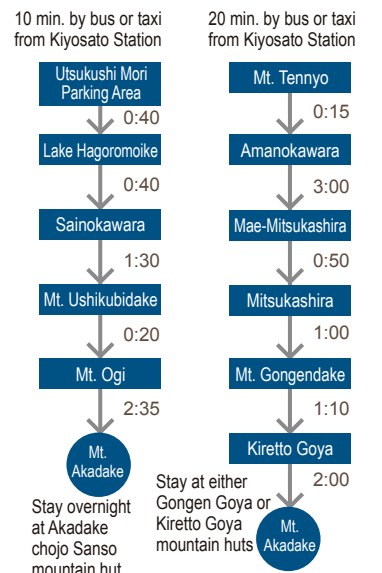 10 min. by bus or taxi
from Kiyosato Station
Utsukushi Mori
Parking Area
0:40
Lake Hagoromoike
0:40
Sainokawara
1:30
Mt. Ushikubidake
0:20
Mt. Ogi
2:35
Mt.
Akadake
Stay overnight
at Akadake
chojo Sanso
mountain hut
20 min. by bus or taxi
from Kiyosato Station
Mt. Tennyo
0:15
Amanokawara
3:00
Mae-Mitsukashira
0:50
Mitsukashira
1:00
Mt. Gongendake
1:10
Kiretto Goya
2:00
Stay at either
Gongen Goya or
Kiretto Goya
mountain huts
Mt.
Akadake